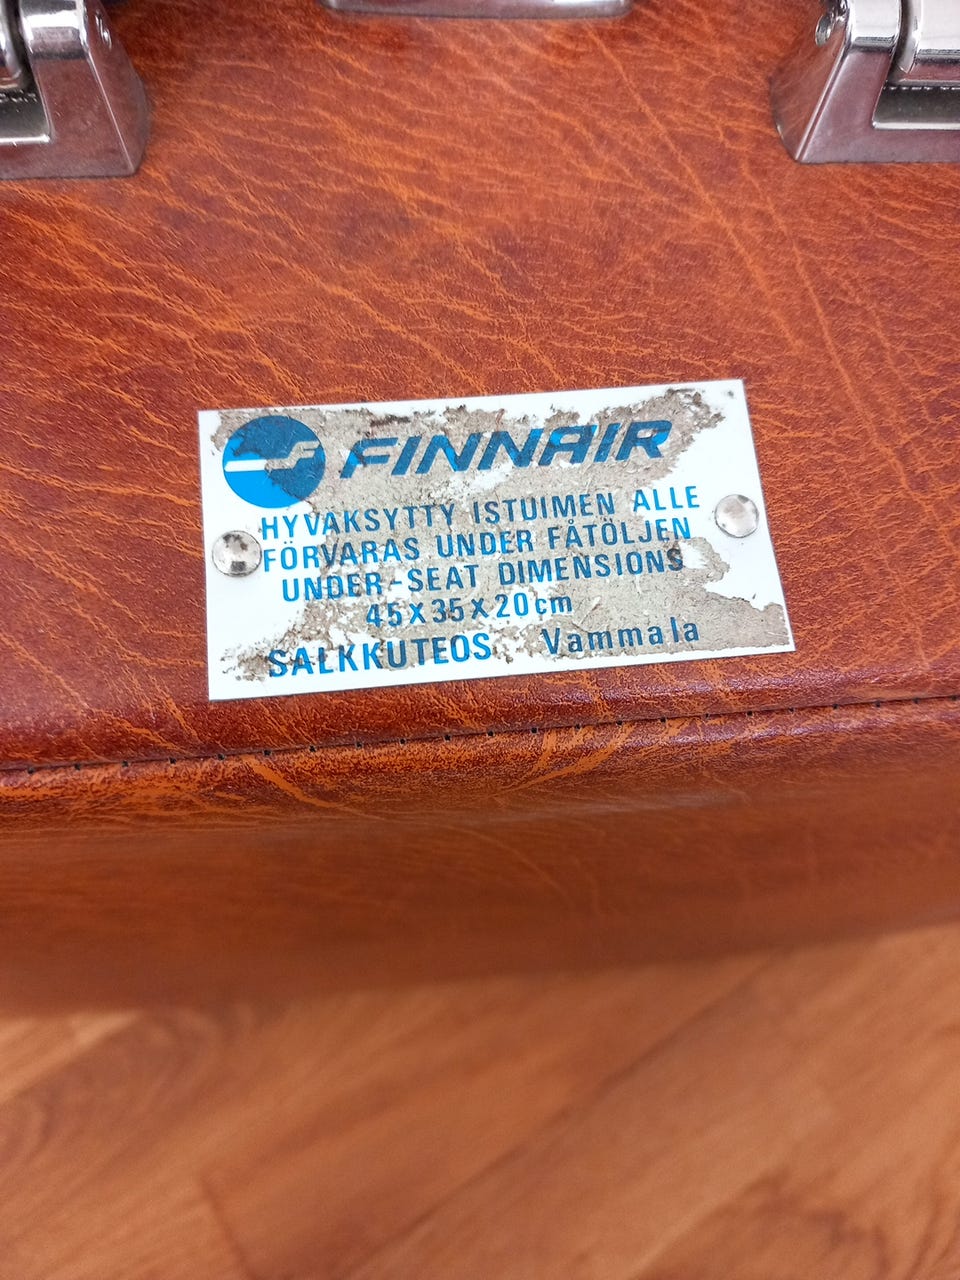 FINNAIR
HYVAKSYTTY ISTUIMEN ALLE
FÖRVARAS UNDER FÅTÖLJEN
UNDER-SEAT DIMENSIONS
45X35X20cm
SALKKUTEOS Vammala